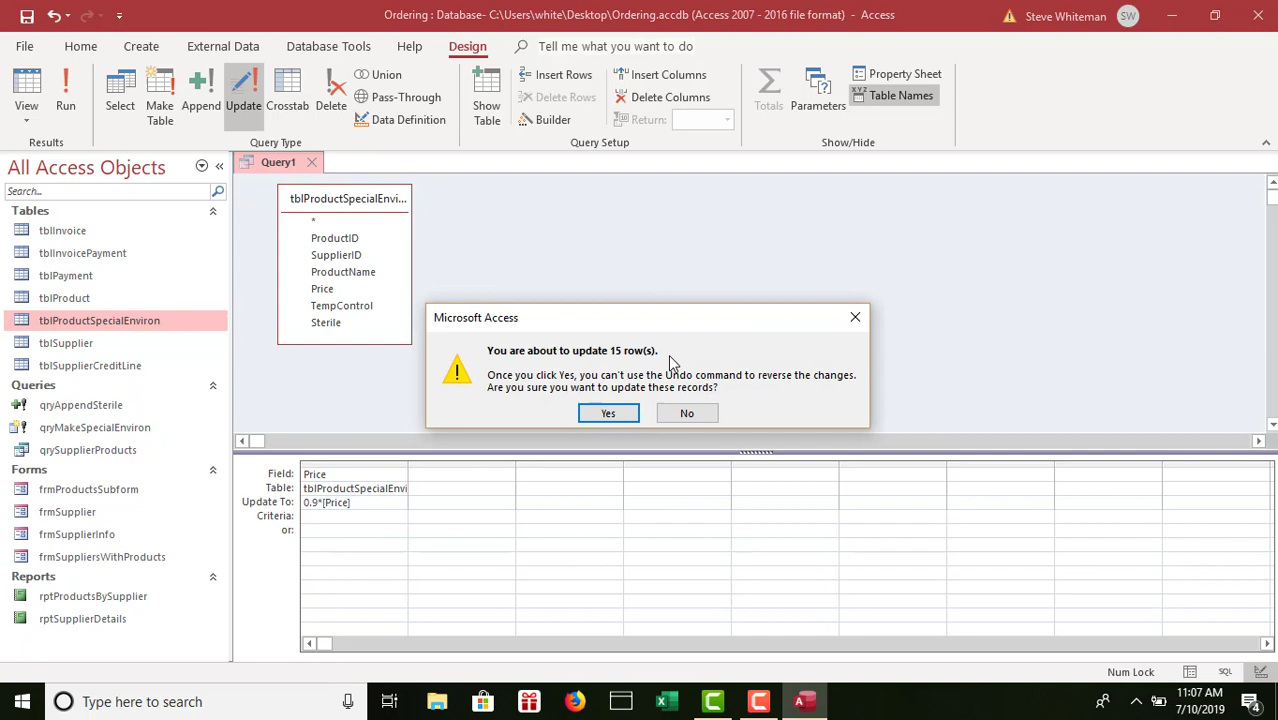 Ordering : Database- C:\Users\white\Desktop\Ordering.accdb (Access 2007 - 2016 file format) - Access
Steve Whiteman SW
File Home Create External Data Database Tools Help Design Tell me what you want to do
View Run Select Make Table Append Update Crosstab Delete
Union
Pass-Through
Data Definition
Show Table
Insert Rows
Delete Rows
Builder
Insert Columns
Delete Columns
Return:
Totals Parameters
Property Sheet
XYZ Table Names
Results Query Type Query Setup Show/Hide
All Access Objects
Search...
Tables
tblInvoice
tblInvoicePayment
tblPayment
tblProduct
tblProductSpecialEnviron
tblSupplier
tblSupplierCreditLine
Queries
qryAppendSterile
qryMakeSpecialEnviron
qrySupplierProducts
Forms
frmProductsSubform
frmSupplier
frmSupplierInfo
frmSuppliersWithProducts
Reports
rptProductsBySupplier
rptSupplierDetails
Query1
tblProductSpecialEnvi...
*
ProductID
SupplierID
ProductName
Price
TempControl
Sterile
Microsoft Access
You are about to update 15 row(s).
Once you click Yes, you can't use the Undo command to reverse the changes.
Are you sure you want to update these records?
Yes No
Field: Price
Table: tblProductSpecialEnvi
Update To: 0.9*[Price]
Criteria:
or:
Num Lock SQL
Type here to search
11:07 AM
7/10/2019
4